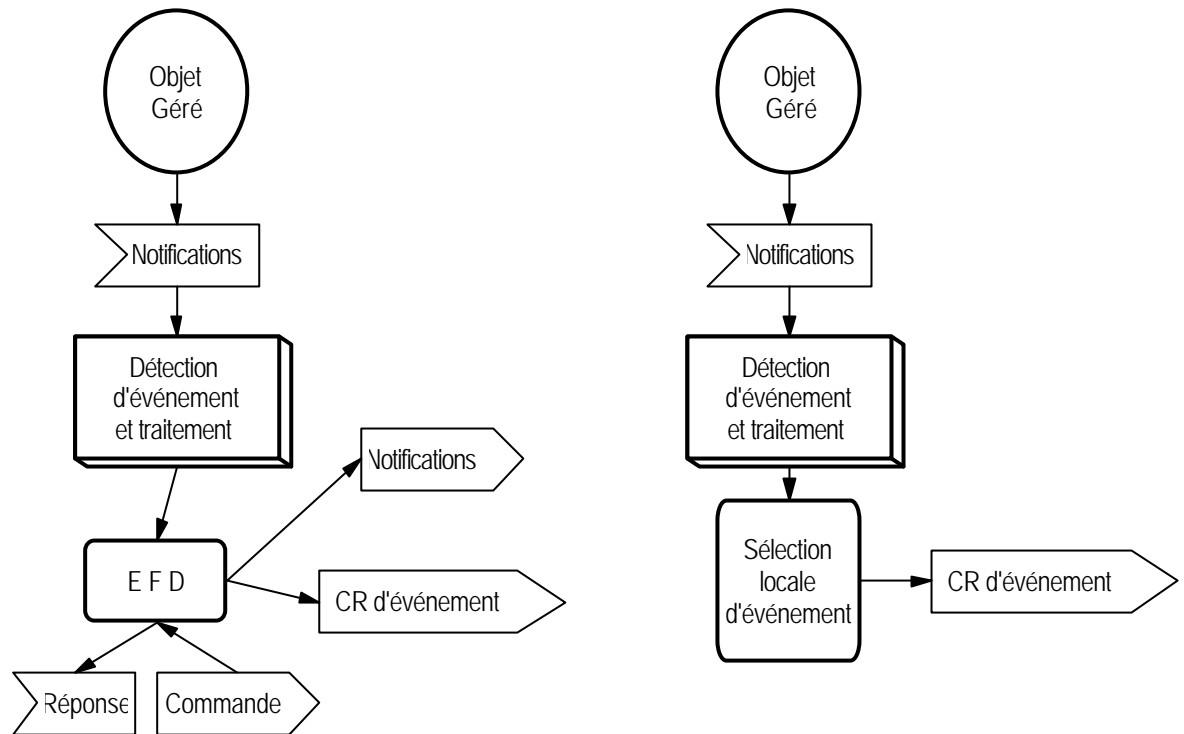 Objet
Géré
Notifications
Détection
d'événement
et traitement
Notifications
E F D
CR d'événement
Réponse
Commande
Objet
Géré
Notifications
Détection
d'événement
et traitement
Sélection
locale
d'événement
CR d'événement